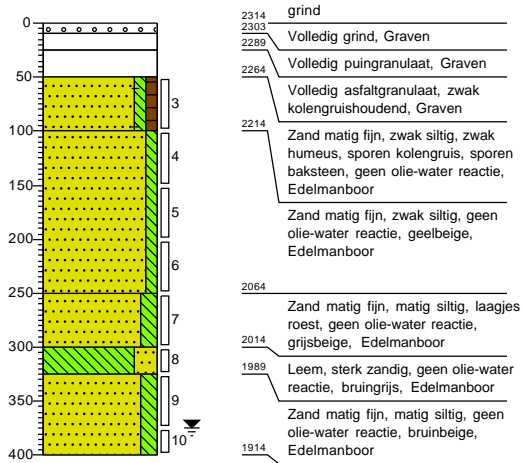 grind
2314
2303
Volledig grind, Graven
2289
Volledig puingranulaat, Graven
2264
Volledig asfaltgranulaat, zwak
kolengruishoudend, Graven
2214
Zand matig fijn, zwak siltig, zwak
humeus, sporen kolengruis, sporen
baksteen, geen olie-water reactie,
Edelmanboor
Zand matig fijn, zwak siltig, geen
olie-water reactie, geelbeige,
Edelmanboor
2064
Zand matig fijn, matig siltig, laagjes
roest, geen olie-water reactie,
grijsbeige, Edelmanboor
2014
1989
Leem, sterk zandig, geen olie-water
reactie, bruingrijs, Edelmanboor
Zand matig fijn, matig siltig, geen
olie-water reactie, bruinbeige,
Edelmanboor
1914
0
50
100
150
200
250
300
350
400
3
4
5
6
7
8
9
10